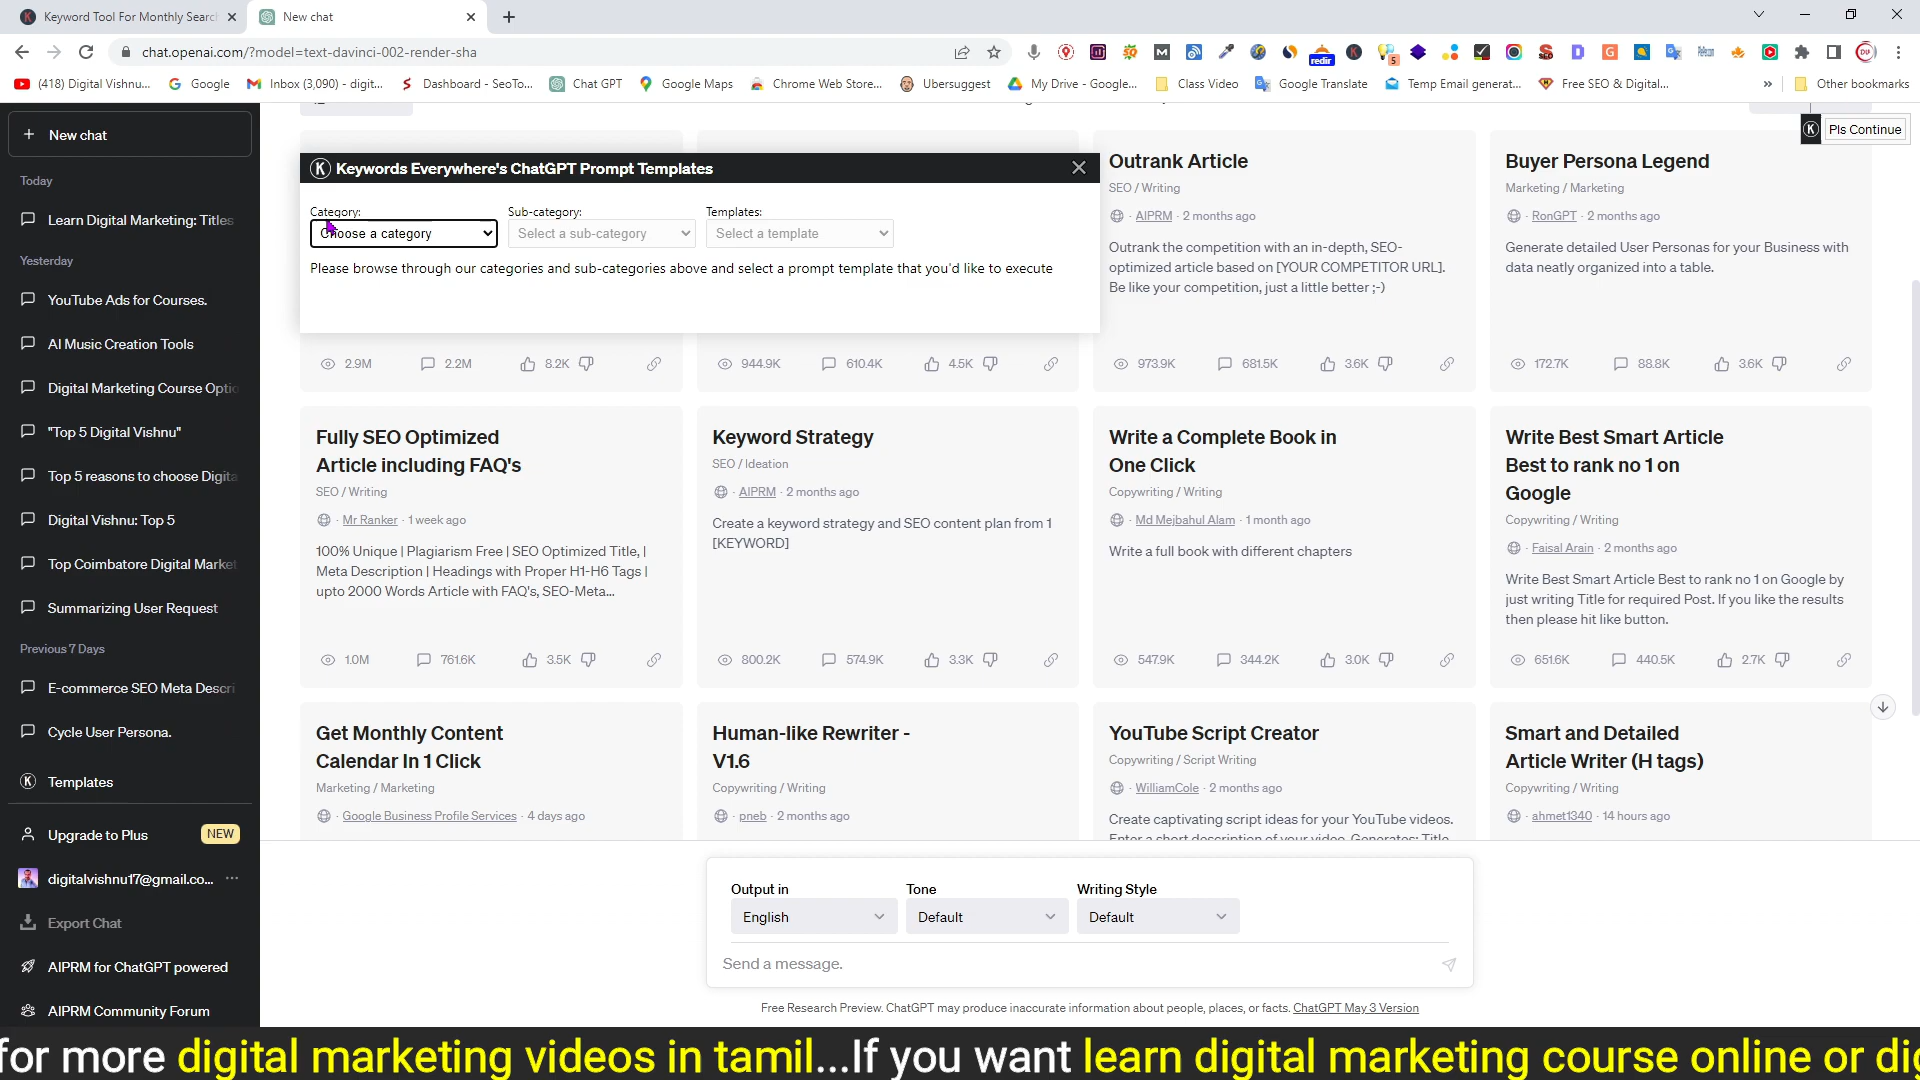 Keyword Tool For Monthly Searc
New chat
chat.openai.com/?model=text-davinci-002-render-sha
redir
5
(418) Digital Vishnu...
Google
Inbox (3,090) - digit...
Dashboard - SeoTo...
Chat GPT
Google Maps
Chrome Web Store...
Ubersuggest
My Drive - Google...
Class Video
Google Translate
Temp Email generat...
Free SEO & Digital...
»
Other bookmarks
+ New chat
Today
Learn Digital Marketing: Titles
Yesterday
YouTube Ads for Courses.
AI Music Creation Tools
Digital Marketing Course Optio
"Top 5 Digital Vishnu"
Top 5 reasons to choose Digita
Digital Vishnu: Top 5
Top Coimbatore Digital Market
Summarizing User Request
Previous 7 Days
E-commerce SEO Meta Descri
Cycle User Persona.
Templates
Upgrade to Plus NEW
digitalvishnu17@gmail.co... ...
Export Chat
AIPRM for ChatGPT powered
AIPRM Community Forum
K Pls Continue
K Keywords Everywhere's ChatGPT Prompt Templates
Category: Sub-category: Templates:
Choose a category Select a sub-category Select a template
Please browse through our categories and sub-categories above and select a prompt template that you'd like to execute
2.9M 2.2M 8.2K
944.9K 610.4K 4.5K
Outrank Article
SEO / Writing
· AIPRM · 2 months ago
Outrank the competition with an in-depth, SEO-
optimized article based on [YOUR COMPETITOR URL].
Be like your competition, just a little better ;-)
973.9K 681.5K 3.6K
Buyer Persona Legend
Marketing / Marketing
· RonGPT · 2 months ago
Generate detailed User Personas for your Business with
data neatly organized into a table.
172.7K 88.8K 3.6K
Fully SEO Optimized
Article including FAQ's
SEO / Writing
· Mr Ranker · 1 week ago
100% Unique | Plagiarism Free | SEO Optimized Title, |
Meta Description | Headings with Proper H1-H6 Tags |
upto 2000 Words Article with FAQ's, SEO-Meta...
1.0M 761.6K 3.5K
Keyword Strategy
SEO / Ideation
· AIPRM · 2 months ago
Create a keyword strategy and SEO content plan from 1
[KEYWORD]
800.2K 574.9K 3.3K
Write a Complete Book in
One Click
Copywriting / Writing
· Md Mejbahul Alam · 1 month ago
Write a full book with different chapters
547.9K 344.2K 3.0K
Write Best Smart Article
Best to rank no 1 on
Google
Copywriting / Writing
· Faisal Arain · 2 months ago
Write Best Smart Article Best to rank no 1 on Google by
just writing Title for required Post. If you like the results
then please hit like button.
651.6K 440.5K 2.7K
Get Monthly Content
Calendar In 1 Click
Marketing / Marketing
· Google Business Profile Services · 4 days ago
Human-like Rewriter -
V1.6
Copywriting / Writing
· pneb · 2 months ago
YouTube Script Creator
Copywriting / Script Writing
· WilliamCole · 2 months ago
Create captivating script ideas for your YouTube videos.
Enter a short description of your video. Generates: Title,
Smart and Detailed
Article Writer (H tags)
Copywriting / Writing
· ahmet1340 · 14 hours ago
Output in Tone Writing Style
English Default Default
Send a message.
Free Research Preview. ChatGPT may produce inaccurate information about people, places, or facts. ChatGPT May 3 Version
for more digital marketing videos in tamil...If you want learn digital marketing course online or dig